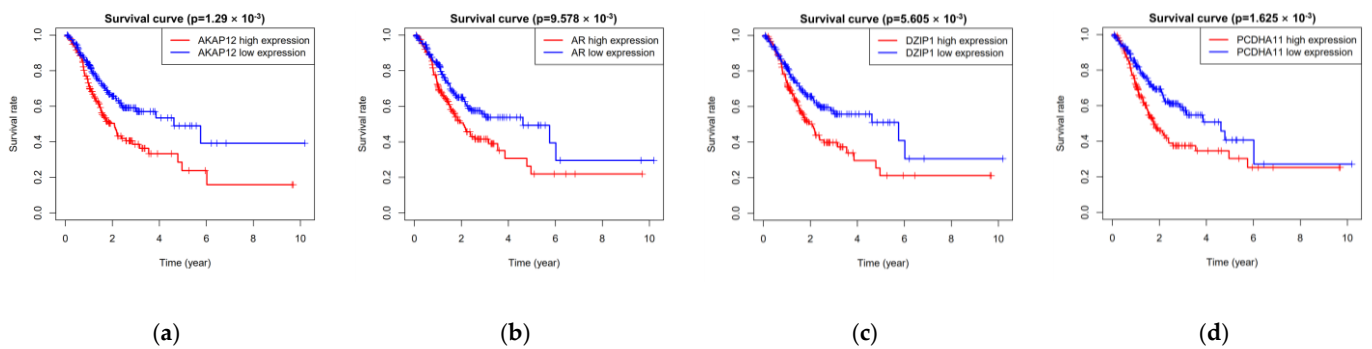 Survival curve (p=1.29 × 10⁻³)
AKAP12 high expression
AKAP12 low expression
Survival rate
1.0
0.8
0.6
0.4
0.2
0.0
0 2 4 6 8 10
Time (year)
(a)
Survival curve (p=9.578 × 10⁻³)
AR high expression
AR low expression
Survival rate
1.0
0.8
0.6
0.4
0.2
0.0
0 2 4 6 8 10
Time (year)
(b)
Survival curve (p=5.605 × 10⁻³)
DZIP1 high expression
DZIP1 low expression
Survival rate
1.0
0.8
0.6
0.4
0.2
0.0
0 2 4 6 8 10
Time (year)
(c)
Survival curve (p=1.625 × 10⁻³)
PCDHA11 high expression
PCDHA11 low expression
Survival rate
1.0
0.8
0.6
0.4
0.2
0.0
0 2 4 6 8 10
Time (year)
(d)